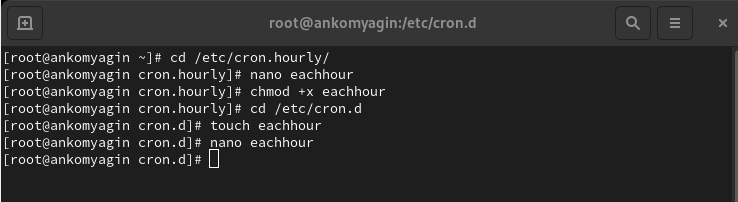 root@ankomyagin:/etc/cron.d
[root@ankomyagin ~]# cd /etc/cron.hourly/
[root@ankomyagin cron.hourly]# nano eachhour
[root@ankomyagin cron.hourly]# chmod +x eachhour
[root@ankomyagin cron.hourly]# cd /etc/cron.d
[root@ankomyagin cron.d]# touch eachhour
[root@ankomyagin cron.d]# nano eachhour
[root@ankomyagin cron.d]#